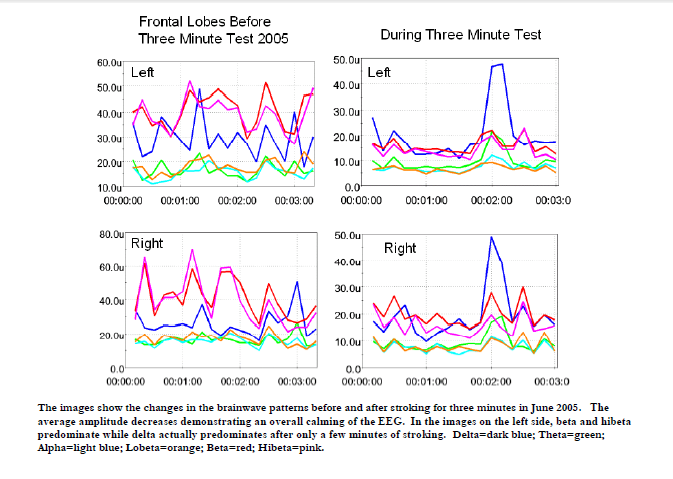 Frontal Lobes Before
Three Minute Test 2005
During Three Minute Test
60.0u
50.0u
40.0u
30.0u
20.0u
10.0u
Left
00:00:00 00:01:00 00:02:00 00:03:00
50.0u
40.0u
30.0u
20.0u
10.0u
0.0
Left
00:00:00 00:01:00 00:02:00 00:03:0
80.0u
60.0u
40.0u
20.0u
0.0
Right
00:00:00 00:01:00 00:02:00 00:03:00
50.0u
40.0u
30.0u
20.0u
10.0u
0.0
Right
00:00:00 00:01:00 00:02:00 00:03:0
The images show the changes in the brainwave patterns before and after stroking for three minutes in June 2005. The
average amplitude decreases demonstrating an overall calming of the EEG. In the images on the left side, beta and hibeta
predominate while delta actually predominates after only a few minutes of stroking. Delta=dark blue; Theta=green;
Alpha=light blue; Lobeta=orange; Beta=red; Hibeta=pink.